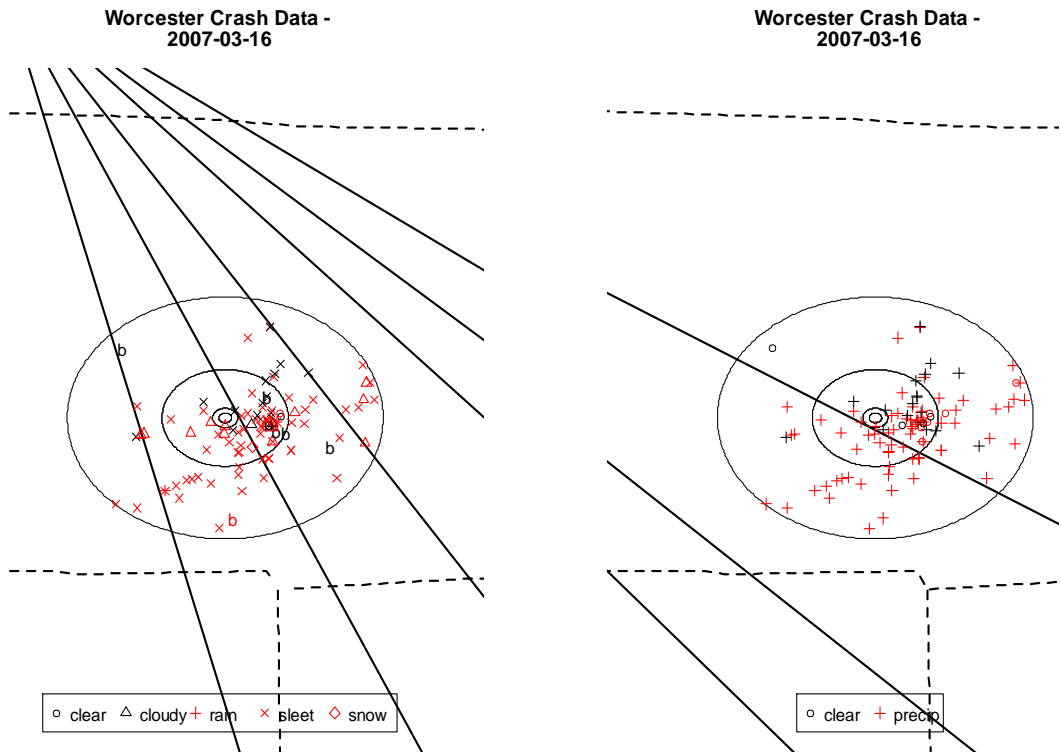 Worcester Crash Data -
2007-03-16
Worcester Crash Data -
2007-03-16
b
b
b b
b
b
clear cloudy rain sleet snow
clear precip